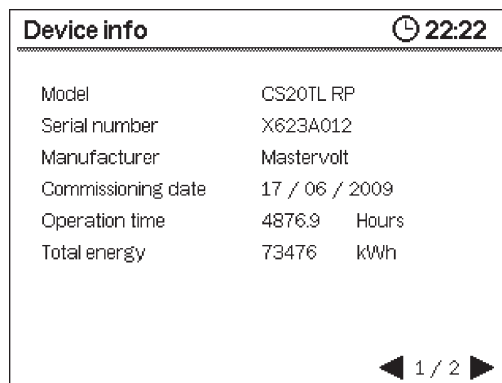 Device info 22:22
Model CS20TL RP
Serial number X623A012
Manufacturer Mastervolt
Commissioning date 17 / 06 / 2009
Operation time 4876.9 Hours
Total energy 73476 kWh
1 / 2